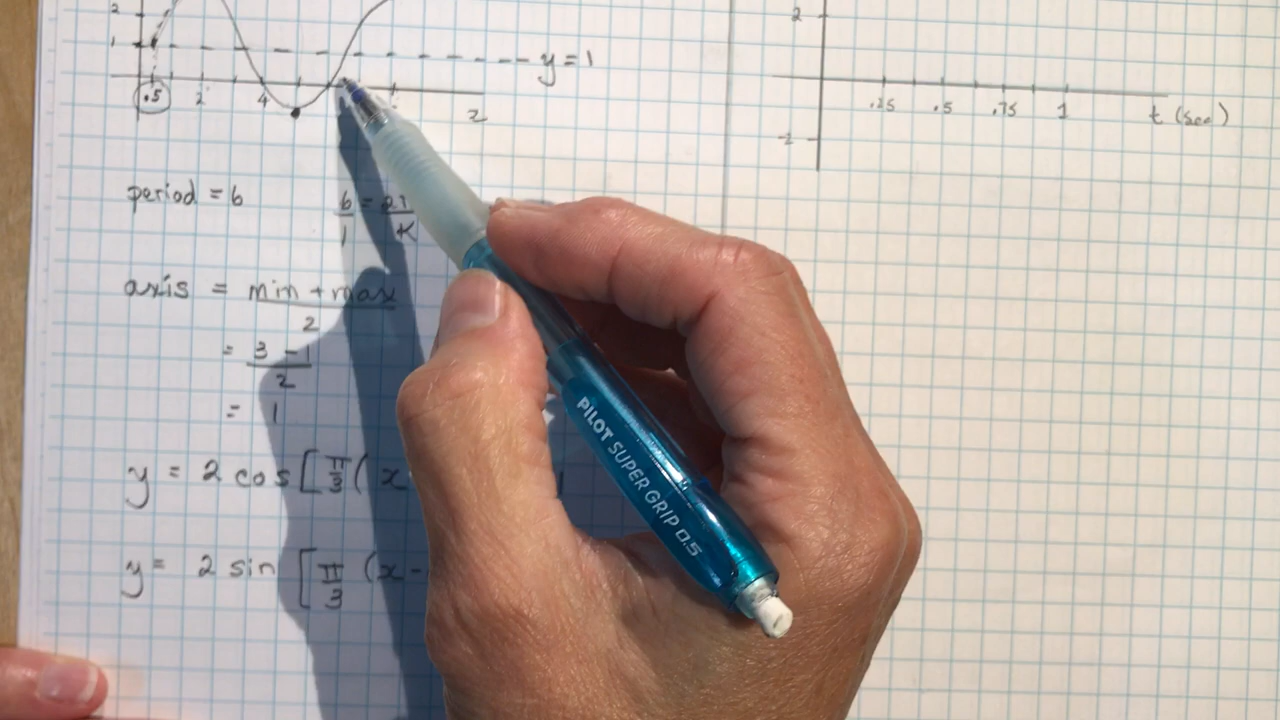 2
1
y = 1
.5 2 4 2
period = 6
6/1 = 2π/K
axis = min + max / 2
= 3 - 1 / 2
= 1
y = 2 cos [π/3 (x
y = 2 sin [π/3 (x -
PILOT SUPER GRIP 0.5
2
.25 .5 .75 1 t (sec)
-2